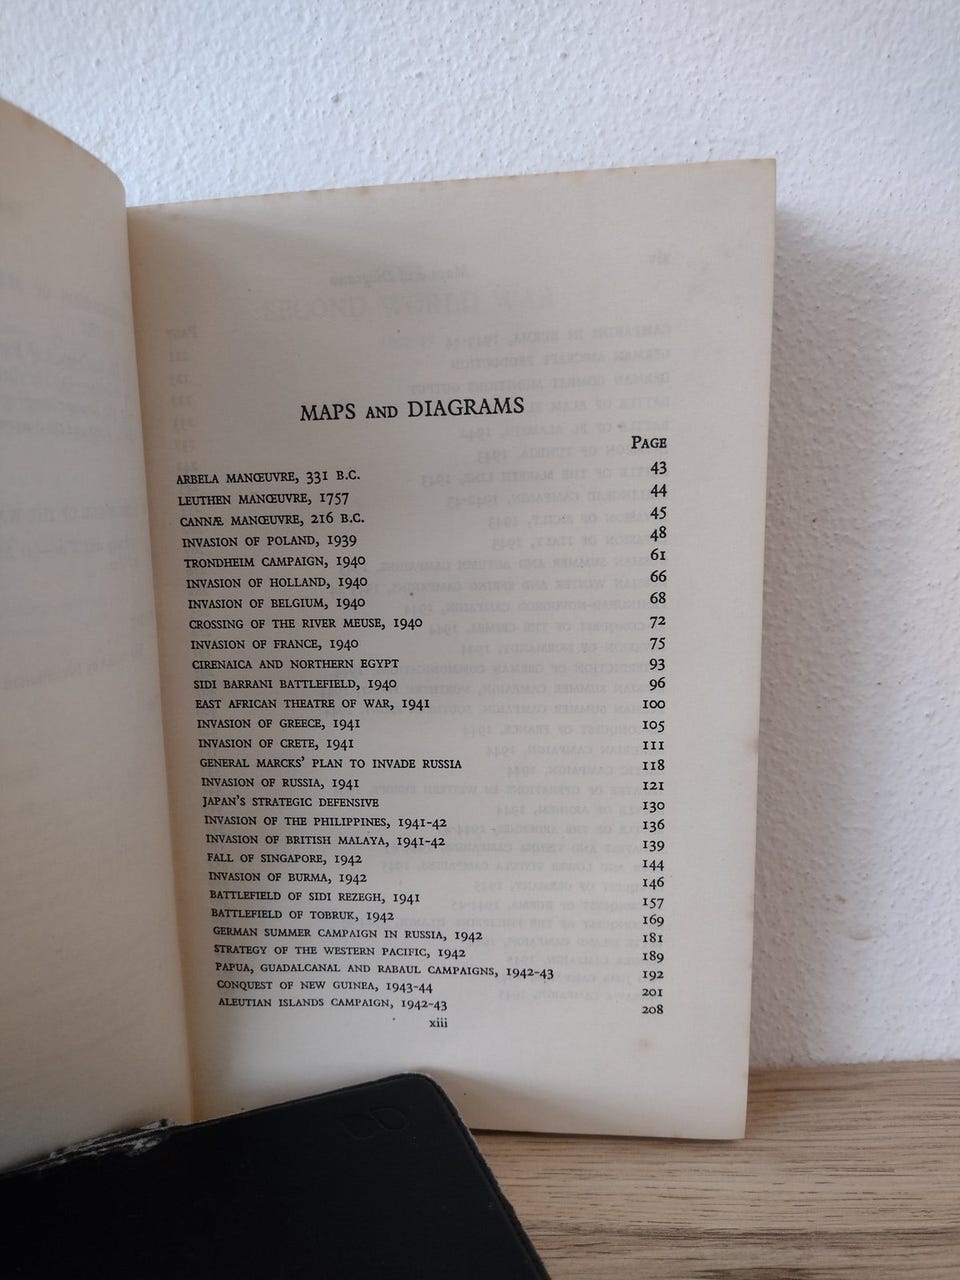 MAPS AND DIAGRAMS
PAGE
ARBELA MANŒUVRE, 331 B.C. 43
LEUTHEN MANŒUVRE, 1757 44
CANNÆ MANŒUVRE, 216 B.C. 45
INVASION OF POLAND, 1939 48
TRONDHEIM CAMPAIGN, 1940 61
INVASION OF HOLLAND, 1940 66
INVASION OF BELGIUM, 1940 68
CROSSING OF THE RIVER MEUSE, 1940 72
INVASION OF FRANCE, 1940 75
CIRENAICA AND NORTHERN EGYPT 93
SIDI BARRANI BATTLEFIELD, 1940 96
EAST AFRICAN THEATRE OF WAR, 1941 100
INVASION OF GREECE, 1941 105
INVASION OF CRETE, 1941 111
GENERAL MARCKS' PLAN TO INVADE RUSSIA 118
INVASION OF RUSSIA, 1941 121
JAPAN'S STRATEGIC DEFENSIVE 130
INVASION OF THE PHILIPPINES, 1941-42 136
INVASION OF BRITISH MALAYA, 1941-42 139
FALL OF SINGAPORE, 1942 144
INVASION OF BURMA, 1942 146
BATTLEFIELD OF SIDI REZEGH, 1941 157
BATTLEFIELD OF TOBRUK, 1942 169
GERMAN SUMMER CAMPAIGN IN RUSSIA, 1942 181
STRATEGY OF THE WESTERN PACIFIC, 1942 189
PAPUA, GUADALCANAL AND RABAUL CAMPAIGNS, 1942-43 192
CONQUEST OF NEW GUINEA, 1943-44 201
ALEUTIAN ISLANDS CAMPAIGN, 1942-43 208
xiii